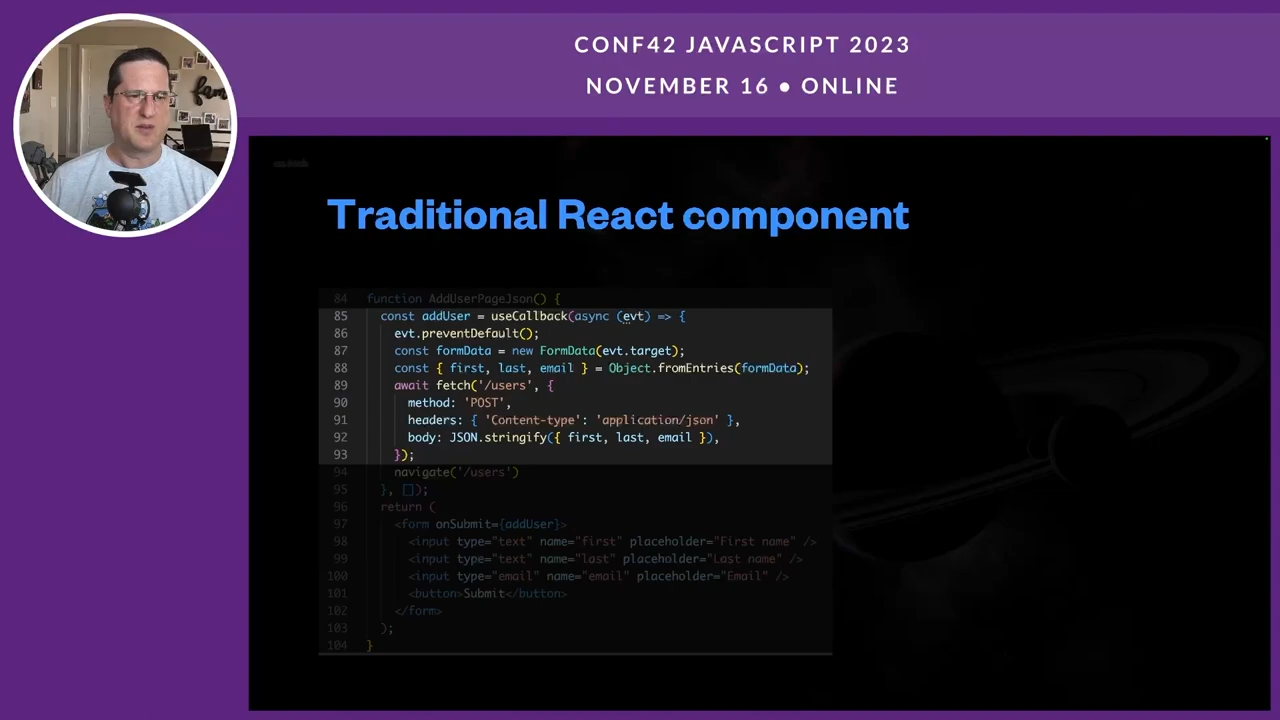 CONF42 JAVASCRIPT 2023
NOVEMBER 16 • ONLINE
Traditional React component
84 function AddUserPageJson() {
85 const addUser = useCallback(async (evt) => {
86 evt.preventDefault();
87 const formData = new FormData(evt.target);
88 const { first, last, email } = Object.fromEntries(formData);
89 await fetch('/users', {
90 method: 'POST',
91 headers: { 'Content-type': 'application/json' },
92 body: JSON.stringify({ first, last, email }),
93 });
94 navigate('/users')
95 }, []);
96 return (
97 <form onSubmit={addUser}>
98 <input type="text" name="first" placeholder="First name" />
99 <input type="text" name="last" placeholder="Last name" />
100 <input type="email" name="email" placeholder="Email" />
101 <button>Submit</button>
102 </form>
103 );
104 }